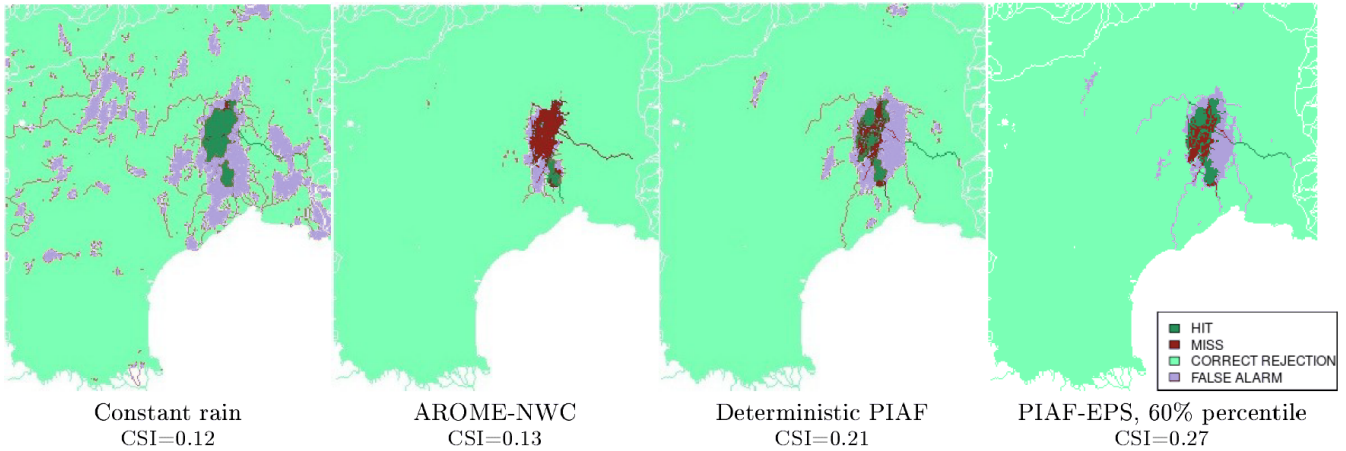 HIT
MISS
CORRECT REJECTION
FALSE ALARM
Constant rain
CSI=0.12
AROME-NWC
CSI=0.13
Deterministic PIAF
CSI=0.21
PIAF-EPS, 60% percentile
CSI=0.27